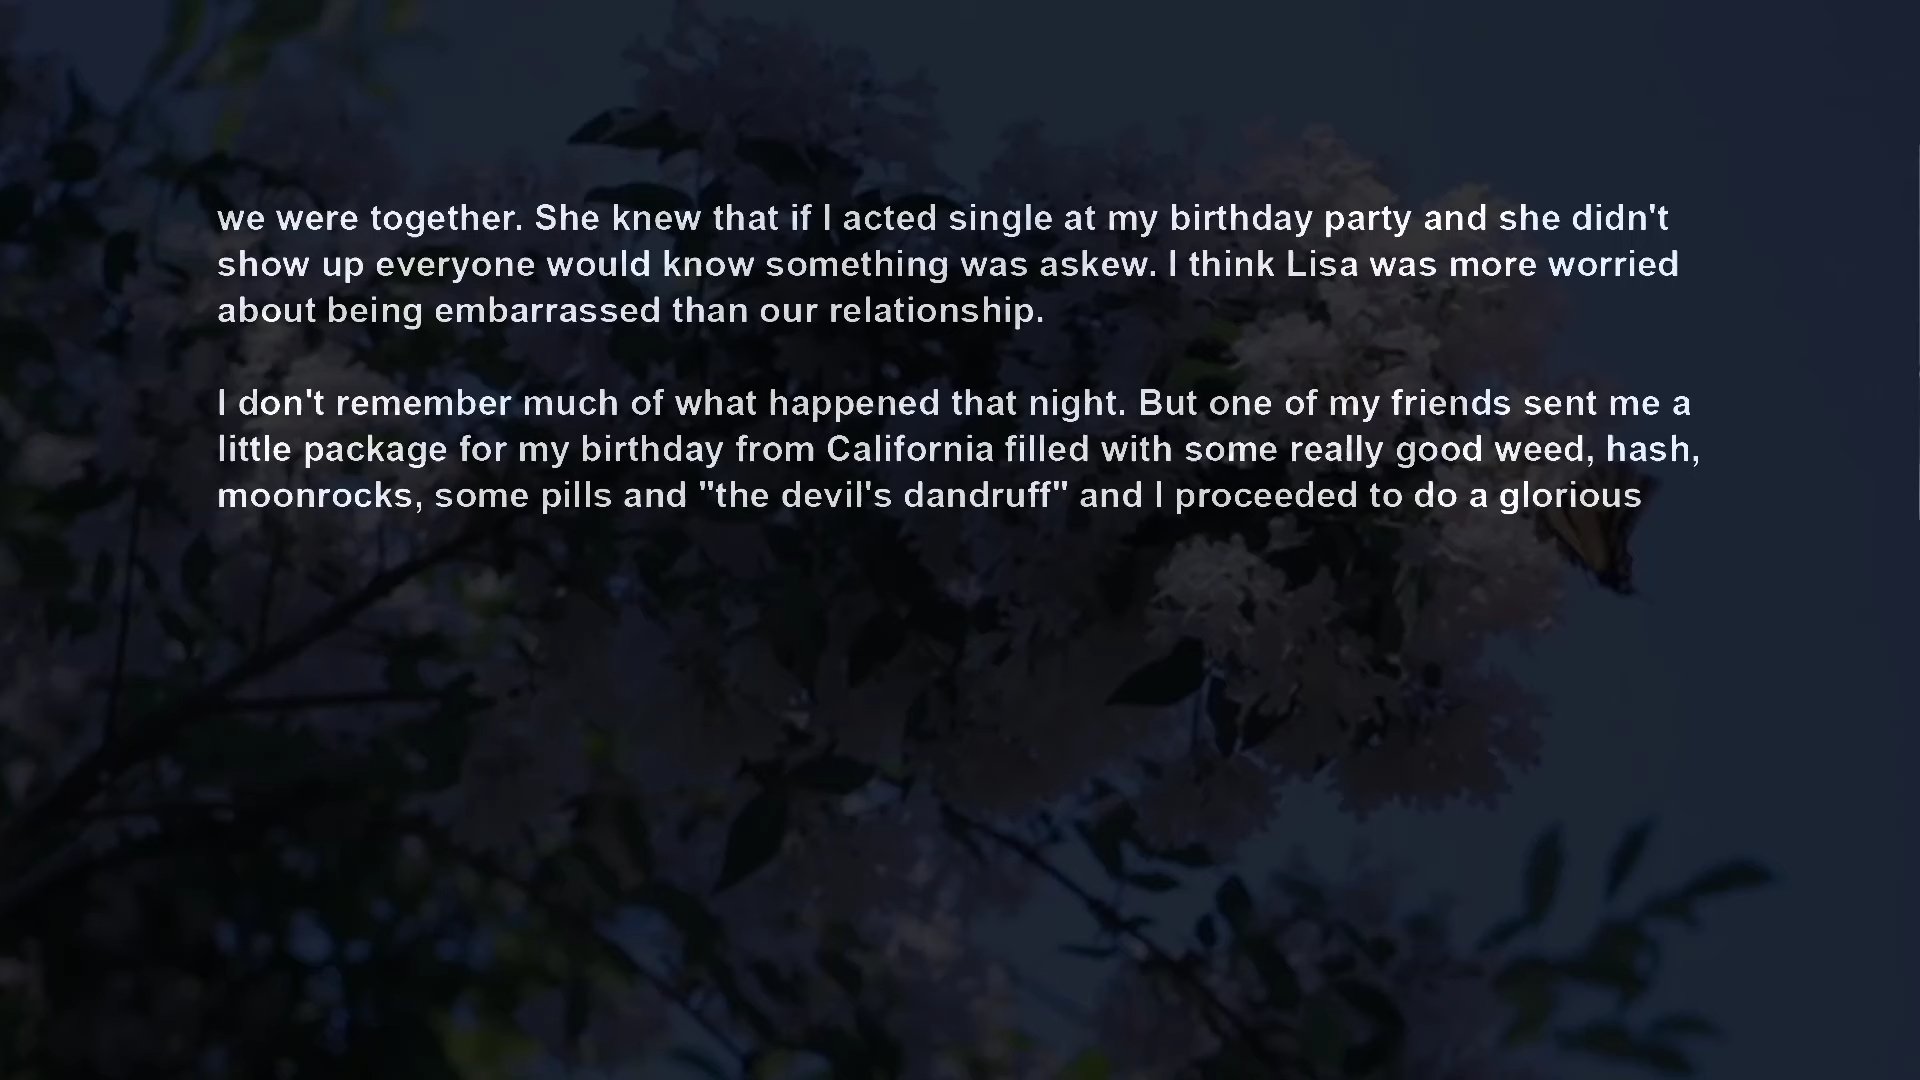 we were together. She knew that if I acted single at my birthday party and she didn't
show up everyone would know something was askew. I think Lisa was more worried
about being embarrassed than our relationship.
I don't remember much of what happened that night. But one of my friends sent me a
little package for my birthday from California filled with some really good weed, hash,
moonrocks, some pills and "the devil's dandruff" and I proceeded to do a glorious